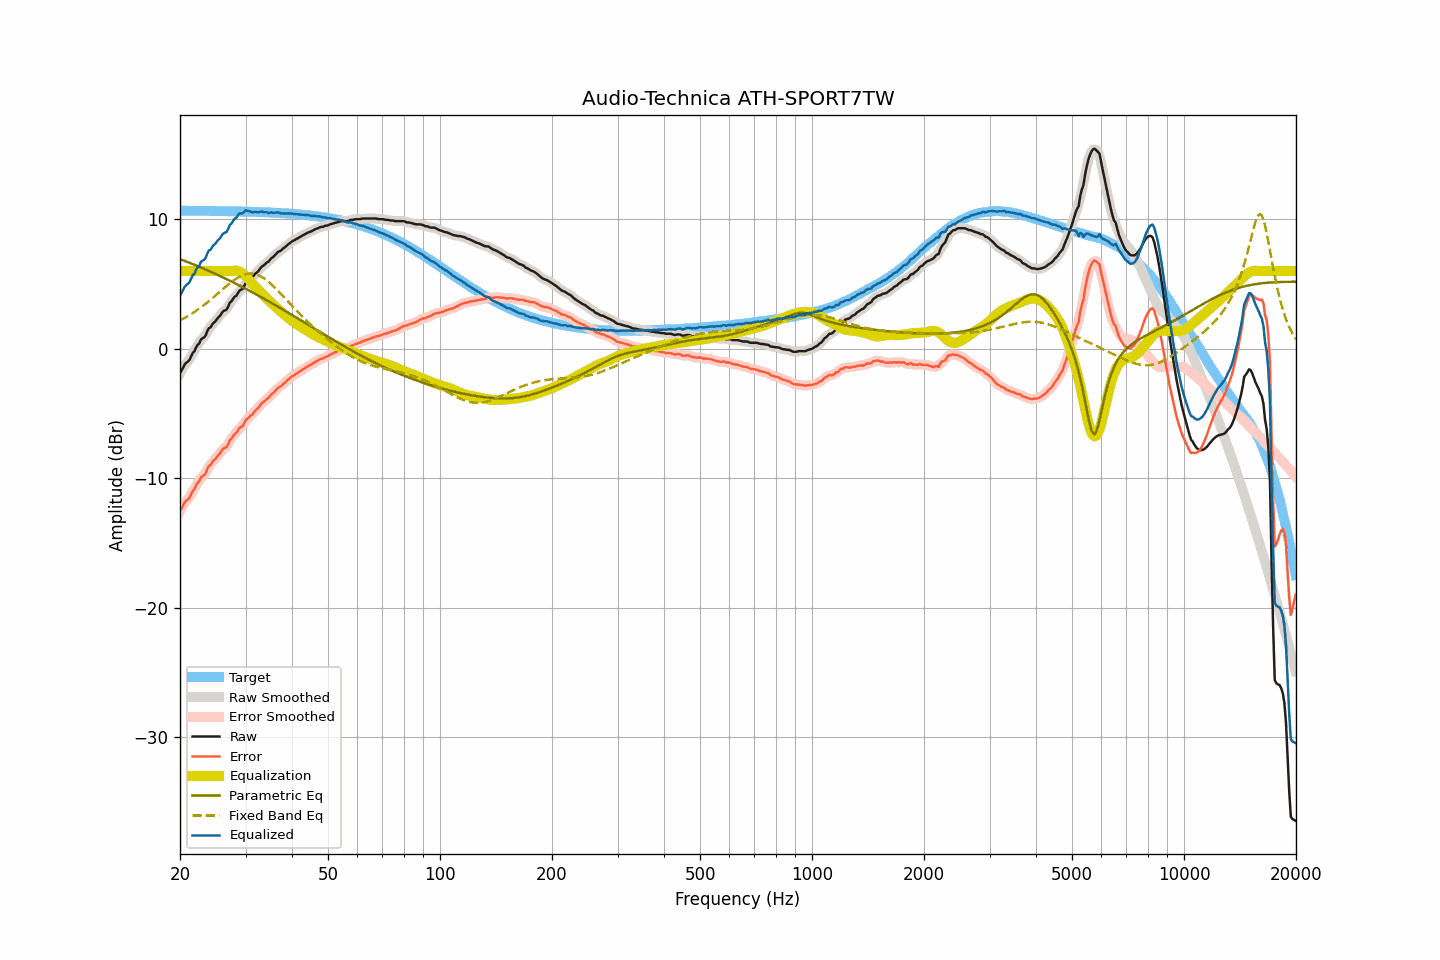 Audio-Technica ATH-SPORT7TW
Amplitude (dBr)
10
0
−10
−20
−30
Target
Raw Smoothed
Error Smoothed
Raw
Error
Equalization
Parametric Eq
Fixed Band Eq
Equalized
20 50 100 200 500 1000 2000 5000 10000 20000
Frequency (Hz)